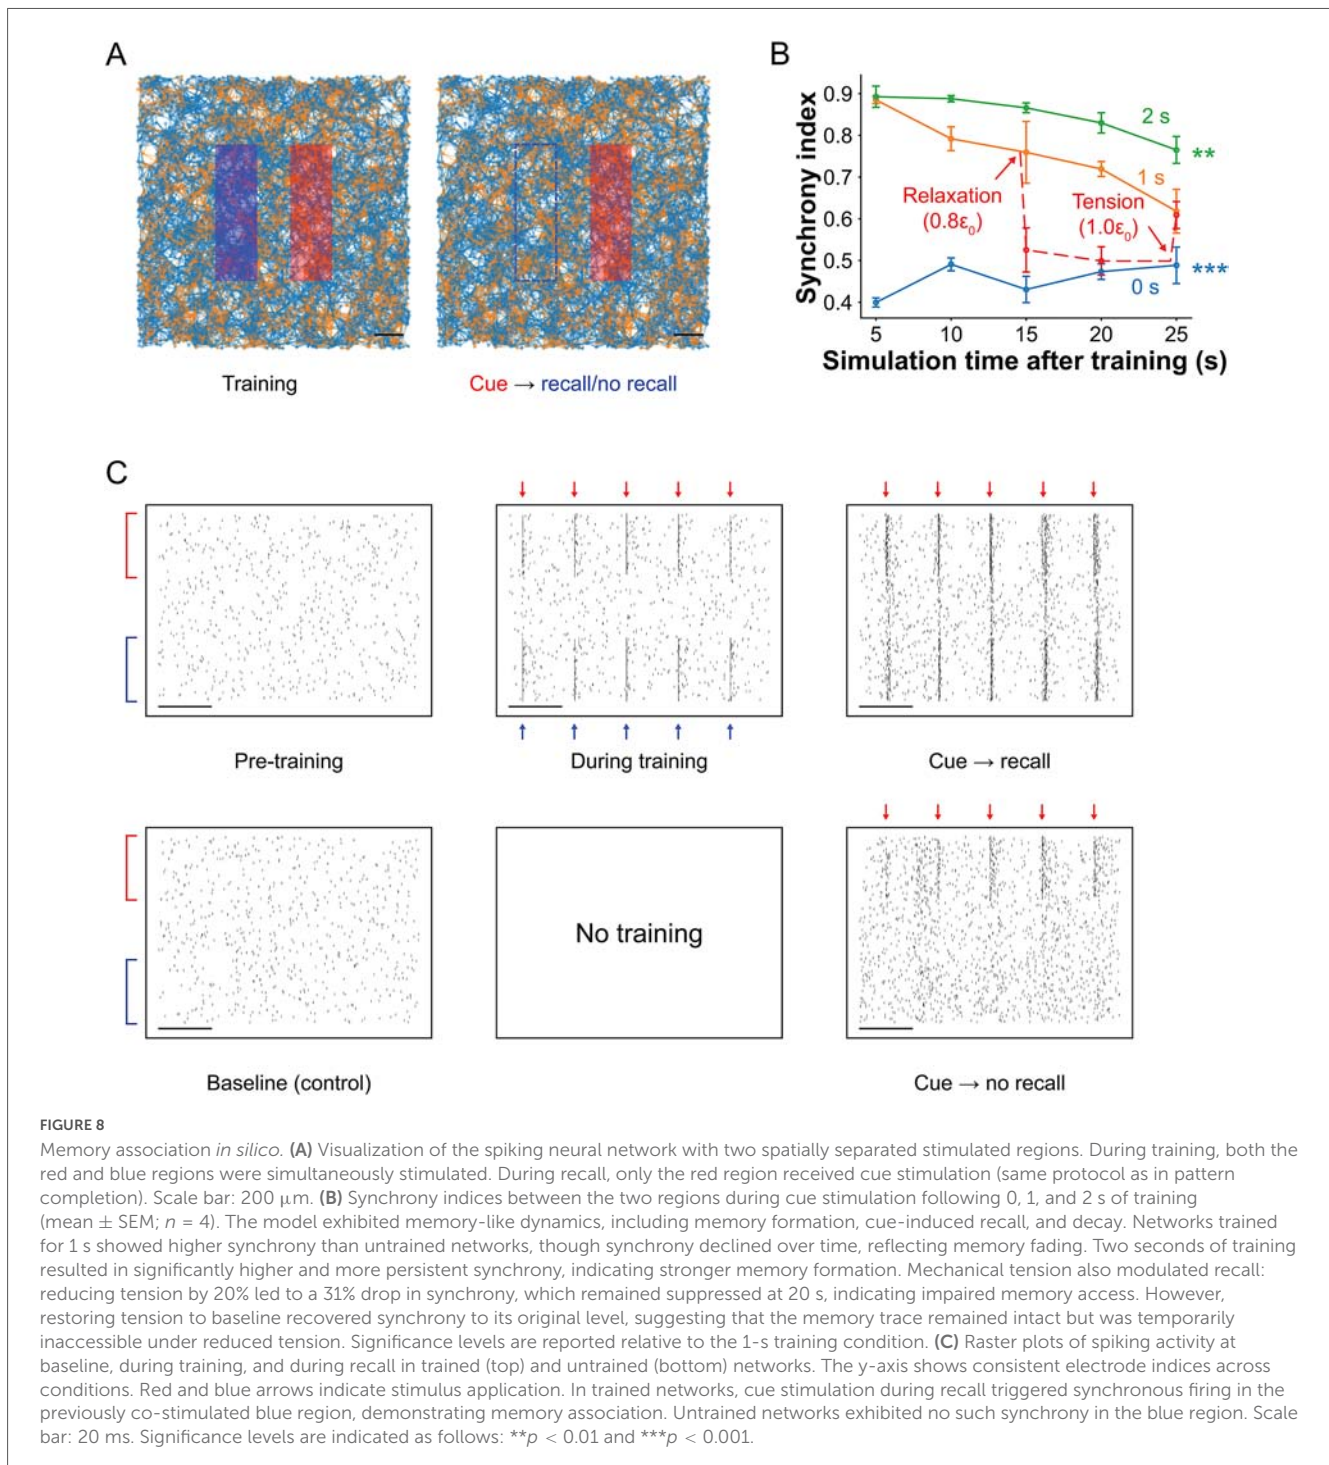 A
Training
Cue → recall/no recall
B
Synchrony index
0.9
0.8
0.7
0.6
0.5
0.4
2 s
**
1 s
Relaxation
(0.8ε₀)
Tension
(1.0ε₀)
0 s
***
5 10 15 20 25
Simulation time after training (s)
C
Pre-training
During training
Cue → recall
No training
Baseline (control)
Cue → no recall
FIGURE 8
Memory association in silico. (A) Visualization of the spiking neural network with two spatially separated stimulated regions. During training, both the
red and blue regions were simultaneously stimulated. During recall, only the red region received cue stimulation (same protocol as in pattern
completion). Scale bar: 200 μm. (B) Synchrony indices between the two regions during cue stimulation following 0, 1, and 2 s of training
(mean ± SEM; n = 4). The model exhibited memory-like dynamics, including memory formation, cue-induced recall, and decay. Networks trained
for 1 s showed higher synchrony than untrained networks, though synchrony declined over time, reflecting memory fading. Two seconds of training
resulted in significantly higher and more persistent synchrony, indicating stronger memory formation. Mechanical tension also modulated recall:
reducing tension by 20% led to a 31% drop in synchrony, which remained suppressed at 20 s, indicating impaired memory access. However,
restoring tension to baseline recovered synchrony to its original level, suggesting that the memory trace remained intact but was temporarily
inaccessible under reduced tension. Significance levels are reported relative to the 1-s training condition. (C) Raster plots of spiking activity at
baseline, during training, and during recall in trained (top) and untrained (bottom) networks. The y-axis shows consistent electrode indices across
conditions. Red and blue arrows indicate stimulus application. In trained networks, cue stimulation during recall triggered synchronous firing in the
previously co-stimulated blue region, demonstrating memory association. Untrained networks exhibited no such synchrony in the blue region. Scale
bar: 20 ms. Significance levels are indicated as follows: **p < 0.01 and ***p < 0.001.